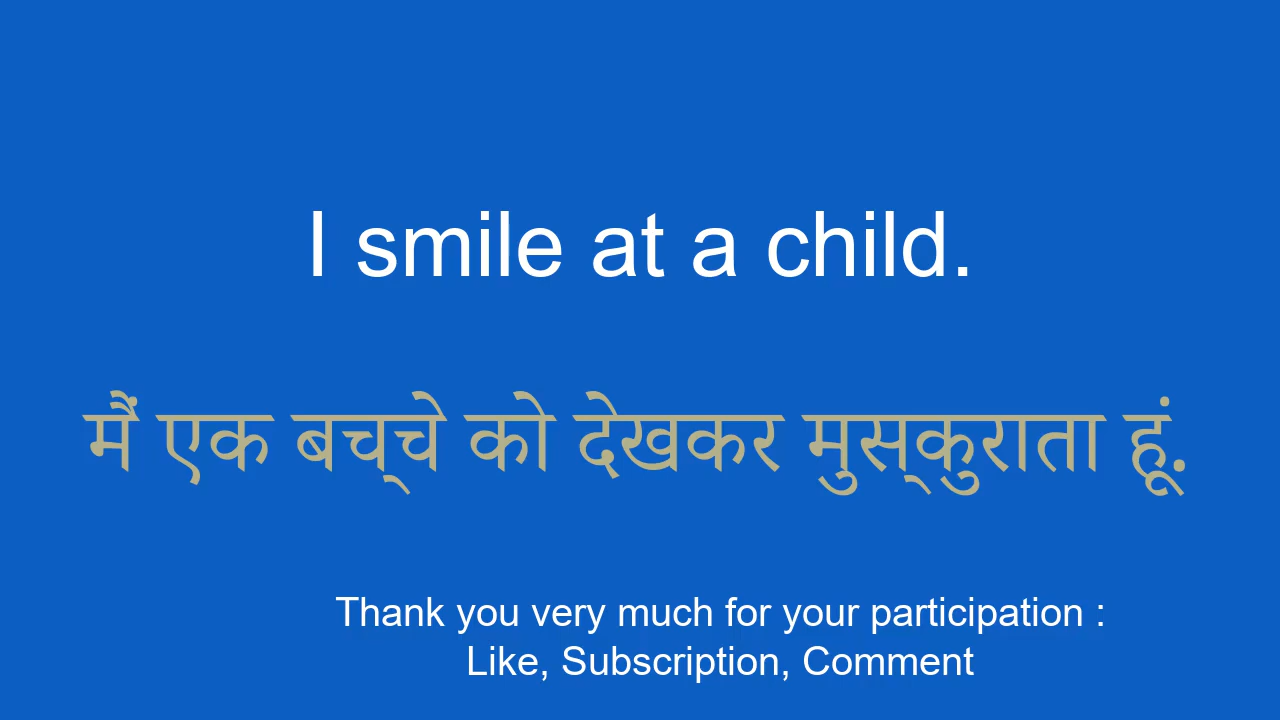 I smile at a child.
मैं एक बच्चे को देखकर मुस्कुराता हूं.
Thank you very much for your participation :
Like, Subscription, Comment